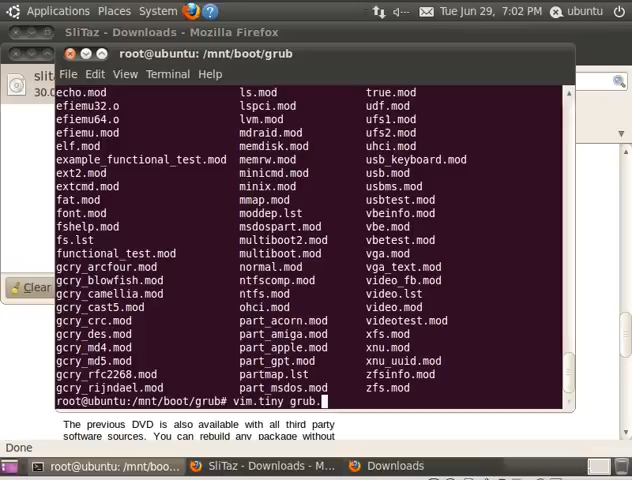 Applications Places System ? Tue Jun 29, 7:02 PM ubuntu
SliTaz - Downloads - Mozilla Firefox
root@ubuntu: /mnt/boot/grub
slit
30.0
File Edit View Terminal Help
echo.mod ls.mod true.mod
efiemu32.o lspci.mod udf.mod
efiemu64.o lvm.mod ufs1.mod
efiemu.mod mdraid.mod ufs2.mod
elf.mod memdisk.mod uhci.mod
example_functional_test.mod memrw.mod usb_keyboard.mod
ext2.mod minicmd.mod usb.mod
extcmd.mod minix.mod usbms.mod
fat.mod mmap.mod usbtest.mod
font.mod moddep.lst vbeinfo.mod
fshelp.mod msdospart.mod vbe.mod
fs.lst multiboot2.mod vbetest.mod
functional_test.mod multiboot.mod vga.mod
gcry_arcfour.mod normal.mod vga_text.mod
gcry_blowfish.mod ntfscomp.mod video_fb.mod
gcry_camellia.mod ntfs.mod video.lst
gcry_cast5.mod ohci.mod video.mod
gcry_crc.mod part_acorn.mod videotest.mod
gcry_des.mod part_amiga.mod xfs.mod
gcry_md4.mod part_apple.mod xnu.mod
gcry_md5.mod part_gpt.mod xnu_uuid.mod
gcry_rfc2268.mod partmap.lst zfsinfo.mod
gcry_rijndael.mod part_msdos.mod zfs.mod
root@ubuntu:/mnt/boot/grub# vim.tiny grub.
Clear
The previous DVD is also available with all third party
software sources. You can rebuild any package without
Done
root@ubuntu: /mnt/boo... SliTaz - Downloads - M... Downloads